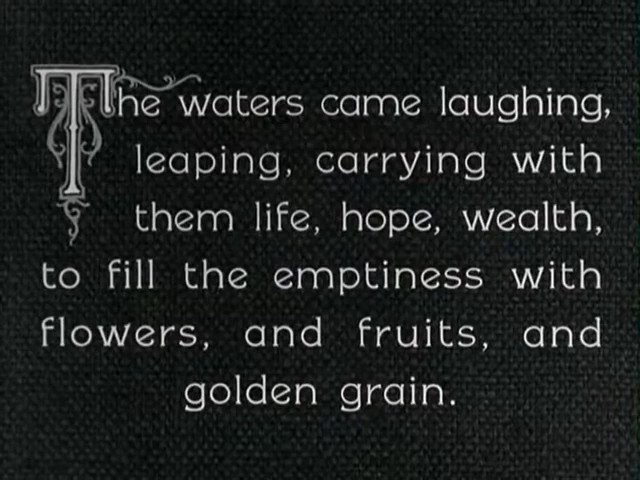 The waters came laughing,
leaping, carrying with
them life, hope, wealth,
to fill the emptiness with
flowers, and fruits, and
golden grain.